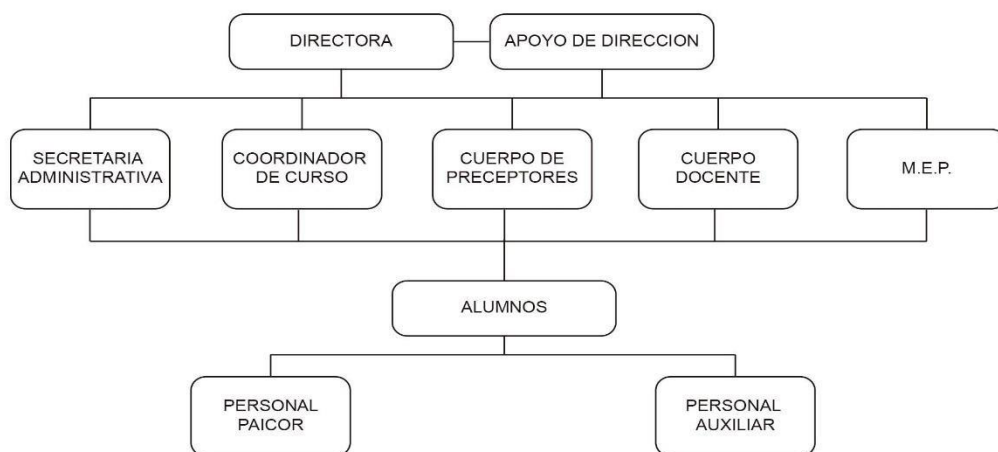 DIRECTORA
APOYO DE DIRECCION
SECRETARIA
ADMINISTRATIVA
COORDINADOR
DE CURSO
CUERPO DE
PRECEPTORES
CUERPO
DOCENTE
M.E.P.
ALUMNOS
PERSONAL
PAICOR
PERSONAL
AUXILIAR